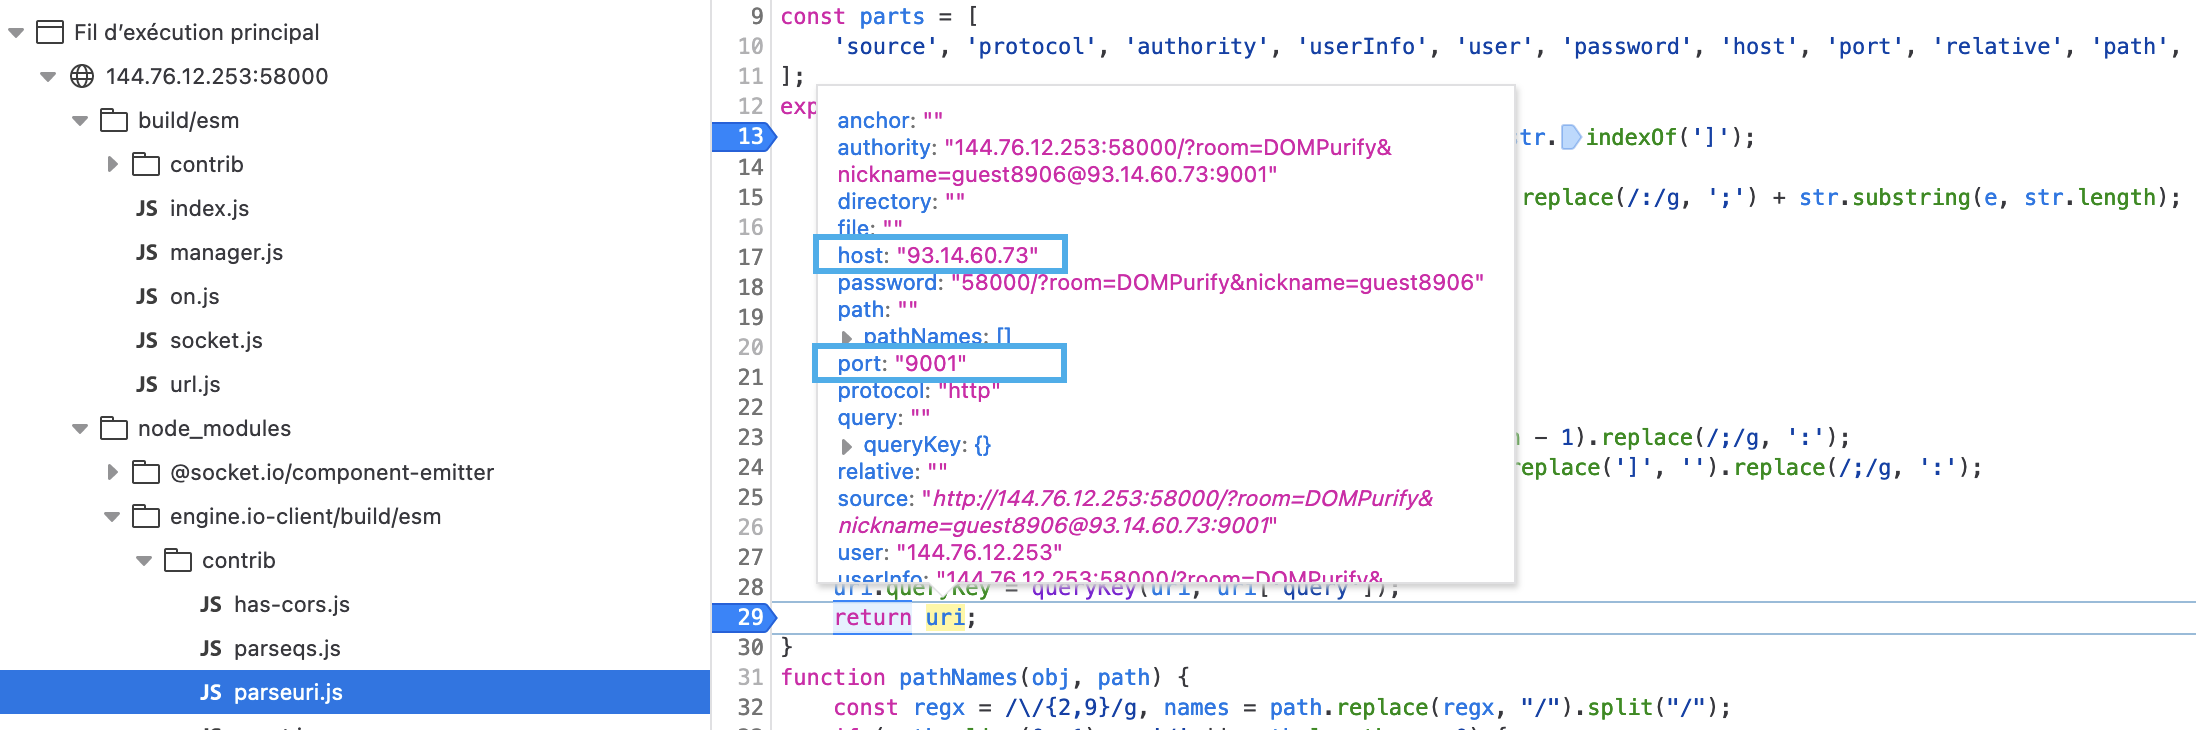 Fil d’exécution principal
144.76.12.253:58000
build/esm
contrib
JS index.js
JS manager.js
JS on.js
JS socket.js
JS url.js
node_modules
@socket.io/component-emitter
engine.io-client/build/esm
contrib
JS has-cors.js
JS parseqs.js
JS parseuri.js
9 const parts = [
10 'source', 'protocol', 'authority', 'userInfo', 'user', 'password', 'host', 'port', 'relative', 'path',
11 ];
12 exp
13 str.indexOf(']');
14
15 replace(/:/g, ';') + str.substring(e, str.length);
16
17
18
19
20
21
22
23 - 1).replace(/;/g, ':');
24 replace(']', '').replace(/;/g, ':');
25
26
27
28 uri.queryKey = queryKey(uri, uri['query']);
29 return uri;
30 }
31 function pathNames(obj, path) {
32 const regx = /\/{2,9}/g, names = path.replace(regx, "/").split("/");
anchor: ""
authority: "144.76.12.253:58000/?room=DOMPurify&
nickname=guest8906@93.14.60.73:9001"
directory: ""
file: ""
host: "93.14.60.73"
password: "58000/?room=DOMPurify&nickname=guest8906"
path: ""
pathNames: []
port: "9001"
protocol: "http"
query: ""
queryKey: {}
relative: ""
source: "http://144.76.12.253:58000/?room=DOMPurify&
nickname=guest8906@93.14.60.73:9001"
user: "144.76.12.253"
userInfo: "144.76.12.253:58000/?room=DOMPurify&